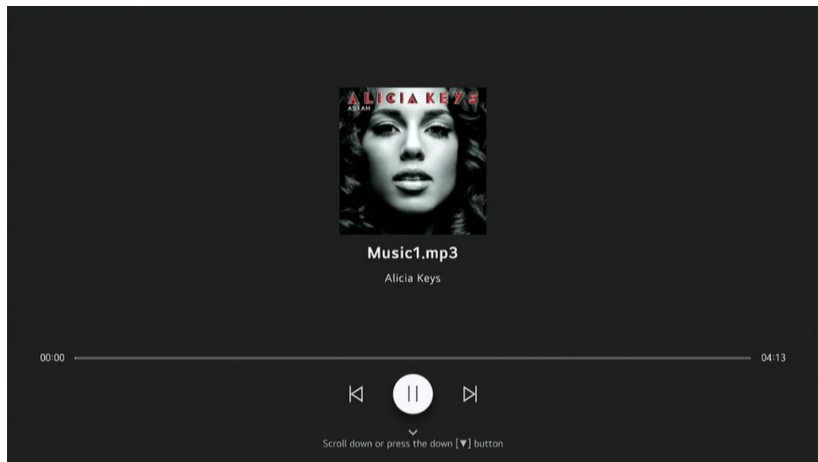 ALICIA KEYS
AS I AM
Music1.mp3
Alicia Keys
00:00
04:13
Scroll down or press the down [▼] button